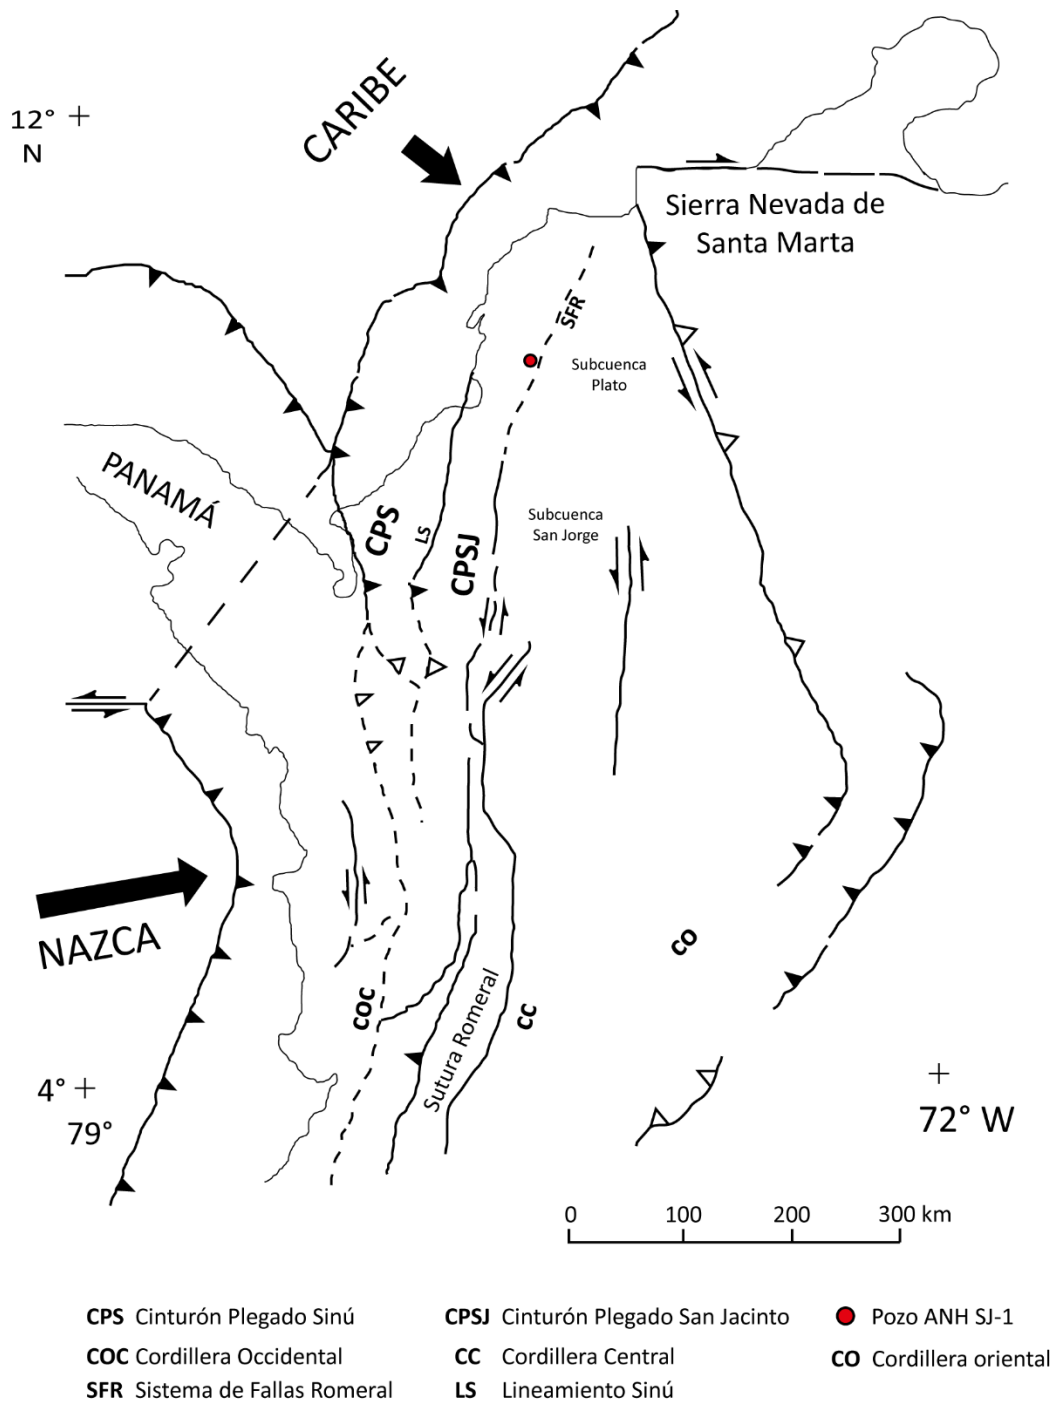 CARIBE
12°
N
Sierra Nevada de
Santa Marta
SFR
Subcuenca
Plato
PANAMÁ
CPS
LS
CPSJ
Subcuenca
San Jorge
NAZCA
CO
COC
Sutura Romeral
CC
4°
79°
72° W
0 100 200 300 km
CPS Cinturón Plegado Sinú
CPSJ Cinturón Plegado San Jacinto
Pozo ANH SJ-1
COC Cordillera Occidental
CC Cordillera Central
CO Cordillera oriental
SFR Sistema de Fallas Romeral
LS Lineamiento Sinú